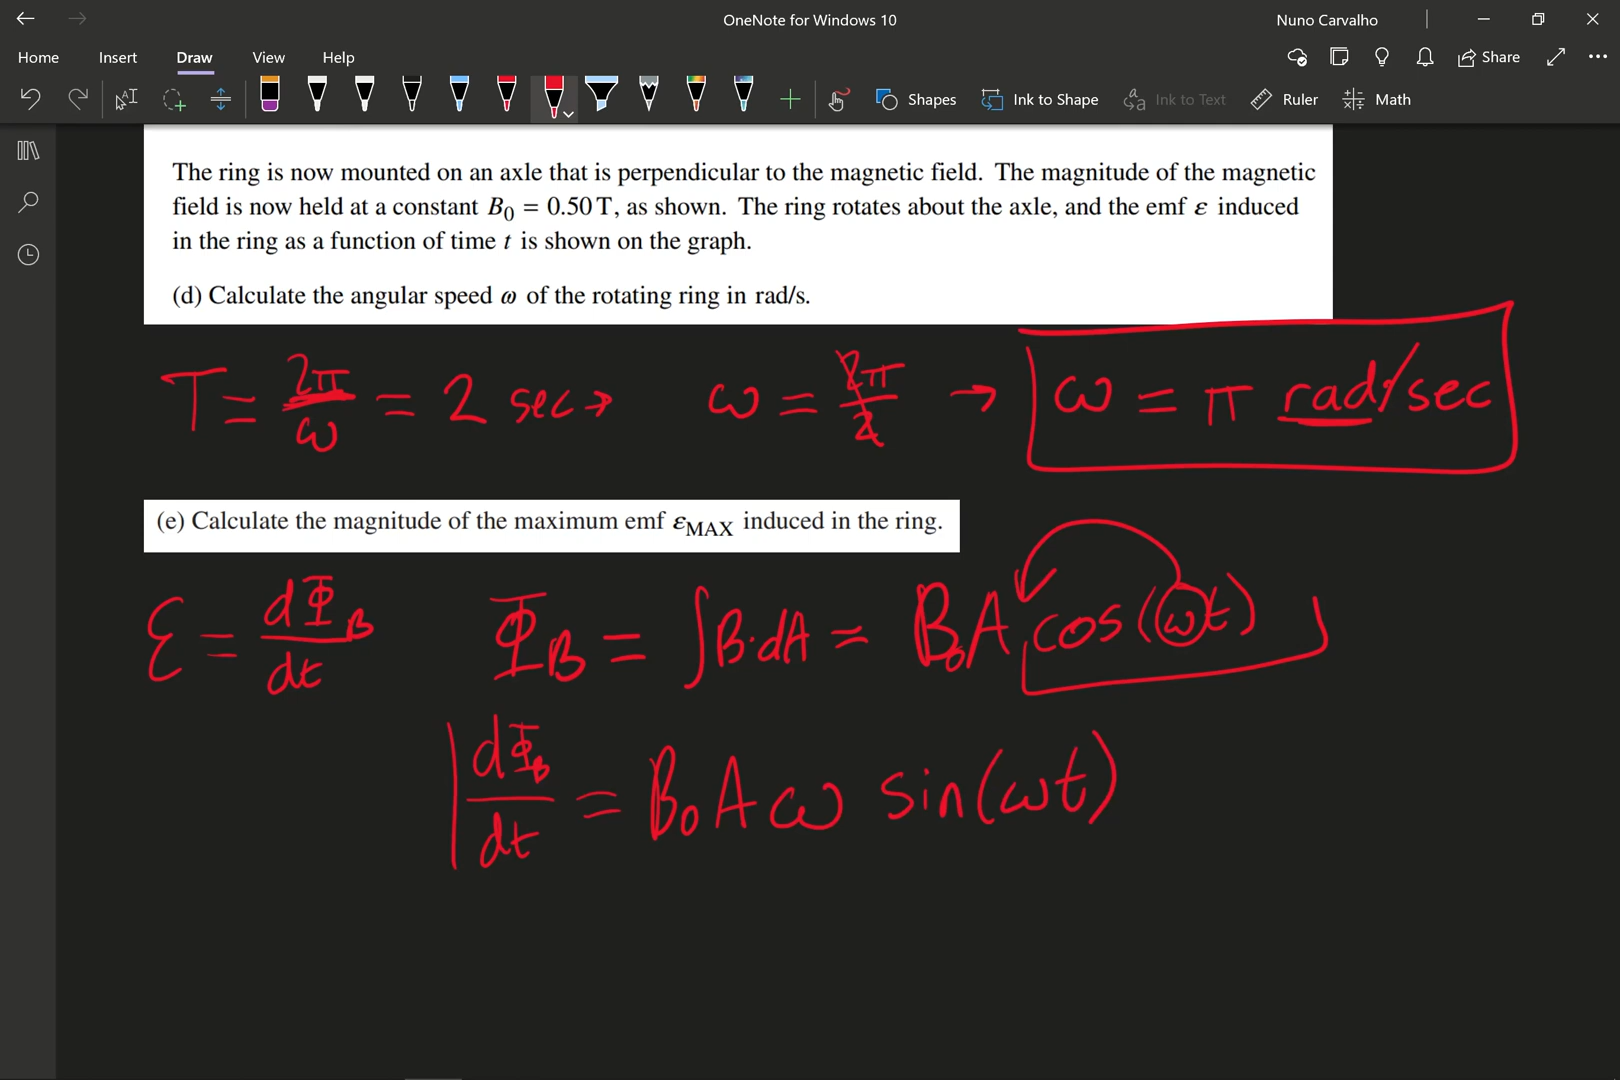 OneNote for Windows 10
Nuno Carvalho
Home Insert Draw View Help
Share
Shapes Ink to Shape Ink to Text Ruler Math
The ring is now mounted on an axle that is perpendicular to the magnetic field. The magnitude of the magnetic
field is now held at a constant B₀ = 0.50 T, as shown. The ring rotates about the axle, and the emf ε induced
in the ring as a function of time t is shown on the graph.
(d) Calculate the angular speed ω of the rotating ring in rad/s.
T = 2π/ω = 2 sec → ω = 2π/2 → ω = π rad/sec
(e) Calculate the magnitude of the maximum emf ε_MAX induced in the ring.
ℰ = dΦ_B/dt Φ_B = ∫B·dA = B₀A cos(ωt)
|dΦ_B/dt = B₀Aω sin(ωt)